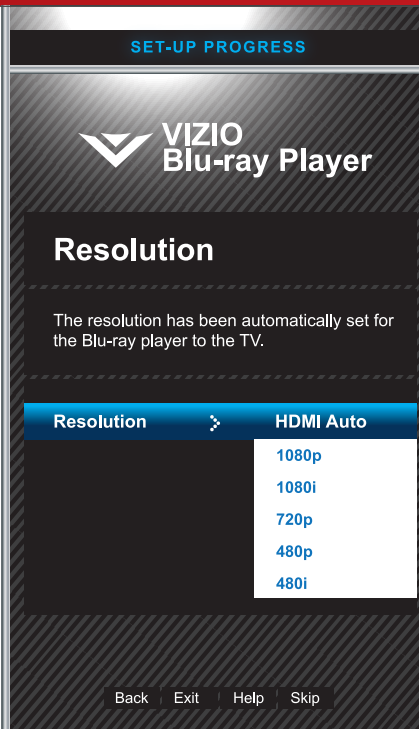 SET-UP PROGRESS
VIZIO
Blu-ray Player
Resolution
The resolution has been automatically set for
the Blu-ray player to the TV.
Resolution HDMI Auto
1080p
1080i
720p
480p
480i
Back Exit Help Skip